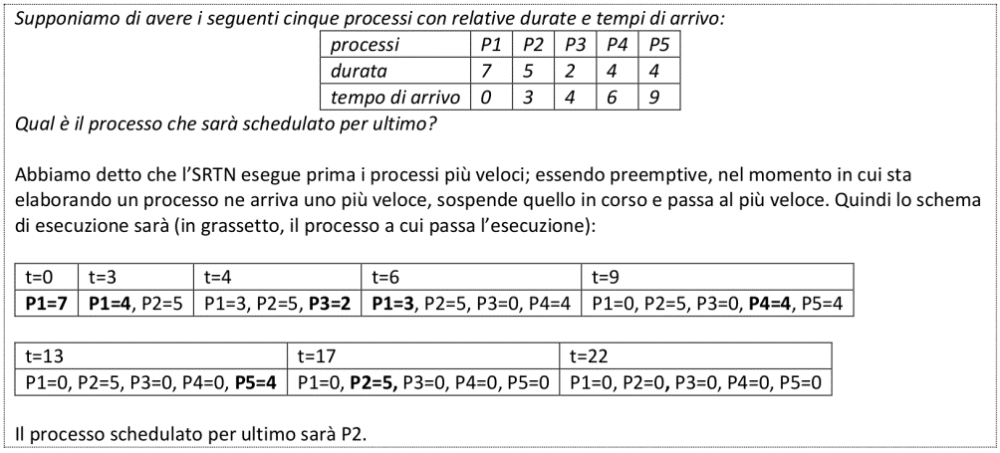 Supponiamo di avere i seguenti cinque processi con relative durate e tempi di arrivo:
processi P1 P2 P3 P4 P5
durata 7 5 2 4 4
tempo di arrivo 0 3 4 6 9
Qual è il processo che sarà schedulato per ultimo?
Abbiamo detto che l'SRTN esegue prima i processi più veloci; essendo preemptive, nel momento in cui sta
elaborando un processo ne arriva uno più veloce, sospende quello in corso e passa al più veloce. Quindi lo schema
di esecuzione sarà (in grassetto, il processo a cui passa l'esecuzione):
t=0 t=3 t=4 t=6 t=9
P1=7 P1=4, P2=5 P1=3, P2=5, P3=2 P1=3, P2=5, P3=0, P4=4 P1=0, P2=5, P3=0, P4=4, P5=4
t=13 t=17 t=22
P1=0, P2=5, P3=0, P4=0, P5=4 P1=0, P2=5, P3=0, P4=0, P5=0 P1=0, P2=0, P3=0, P4=0, P5=0
Il processo schedulato per ultimo sarà P2.